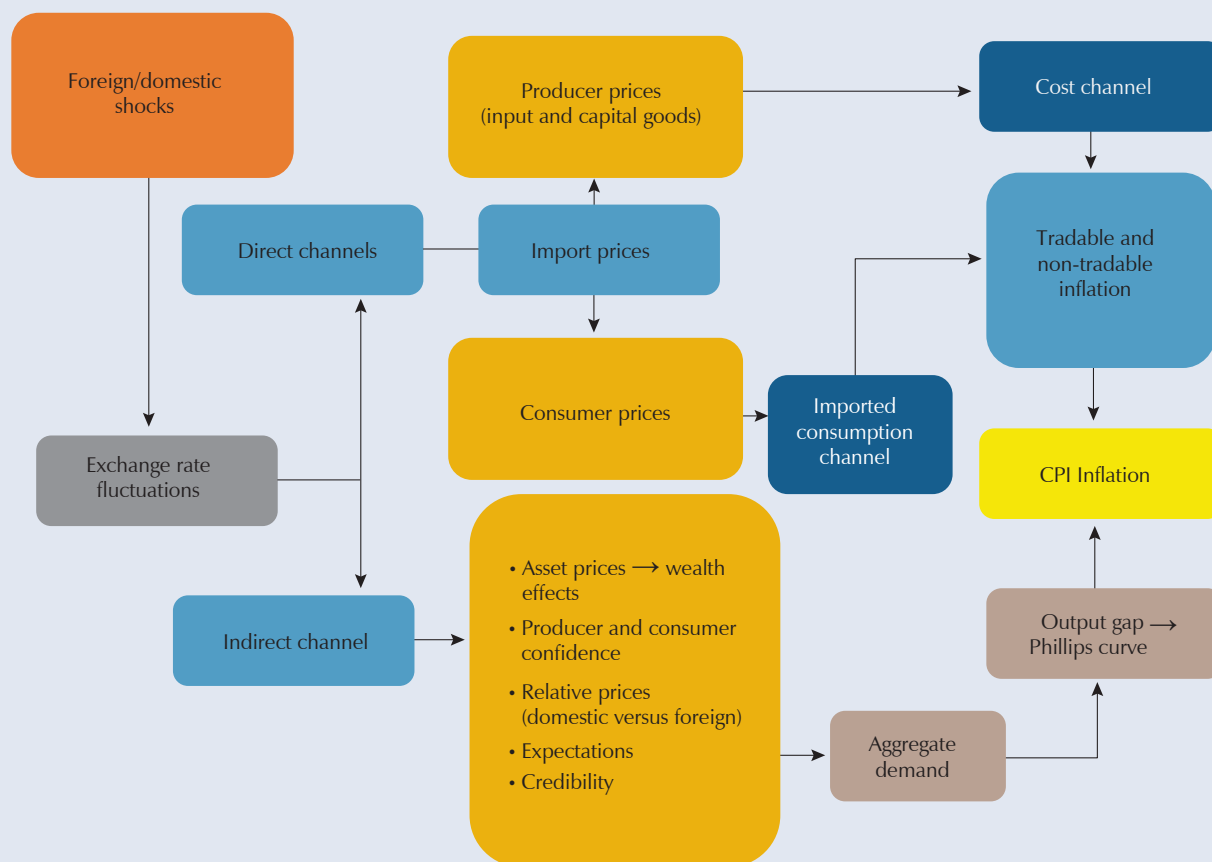 Foreign/domestic
shocks
Producer prices
(input and capital goods)
Cost channel
Direct channels
Import prices
Tradable and
non-tradable
inflation
Consumer prices
Imported
consumption
channel
Exchange rate
fluctuations
CPI Inflation
• Asset prices → wealth
effects
• Producer and consumer
confidence
• Relative prices
(domestic versus foreign)
• Expectations
• Credibility
Indirect channel
Output gap →
Phillips curve
Aggregate
demand